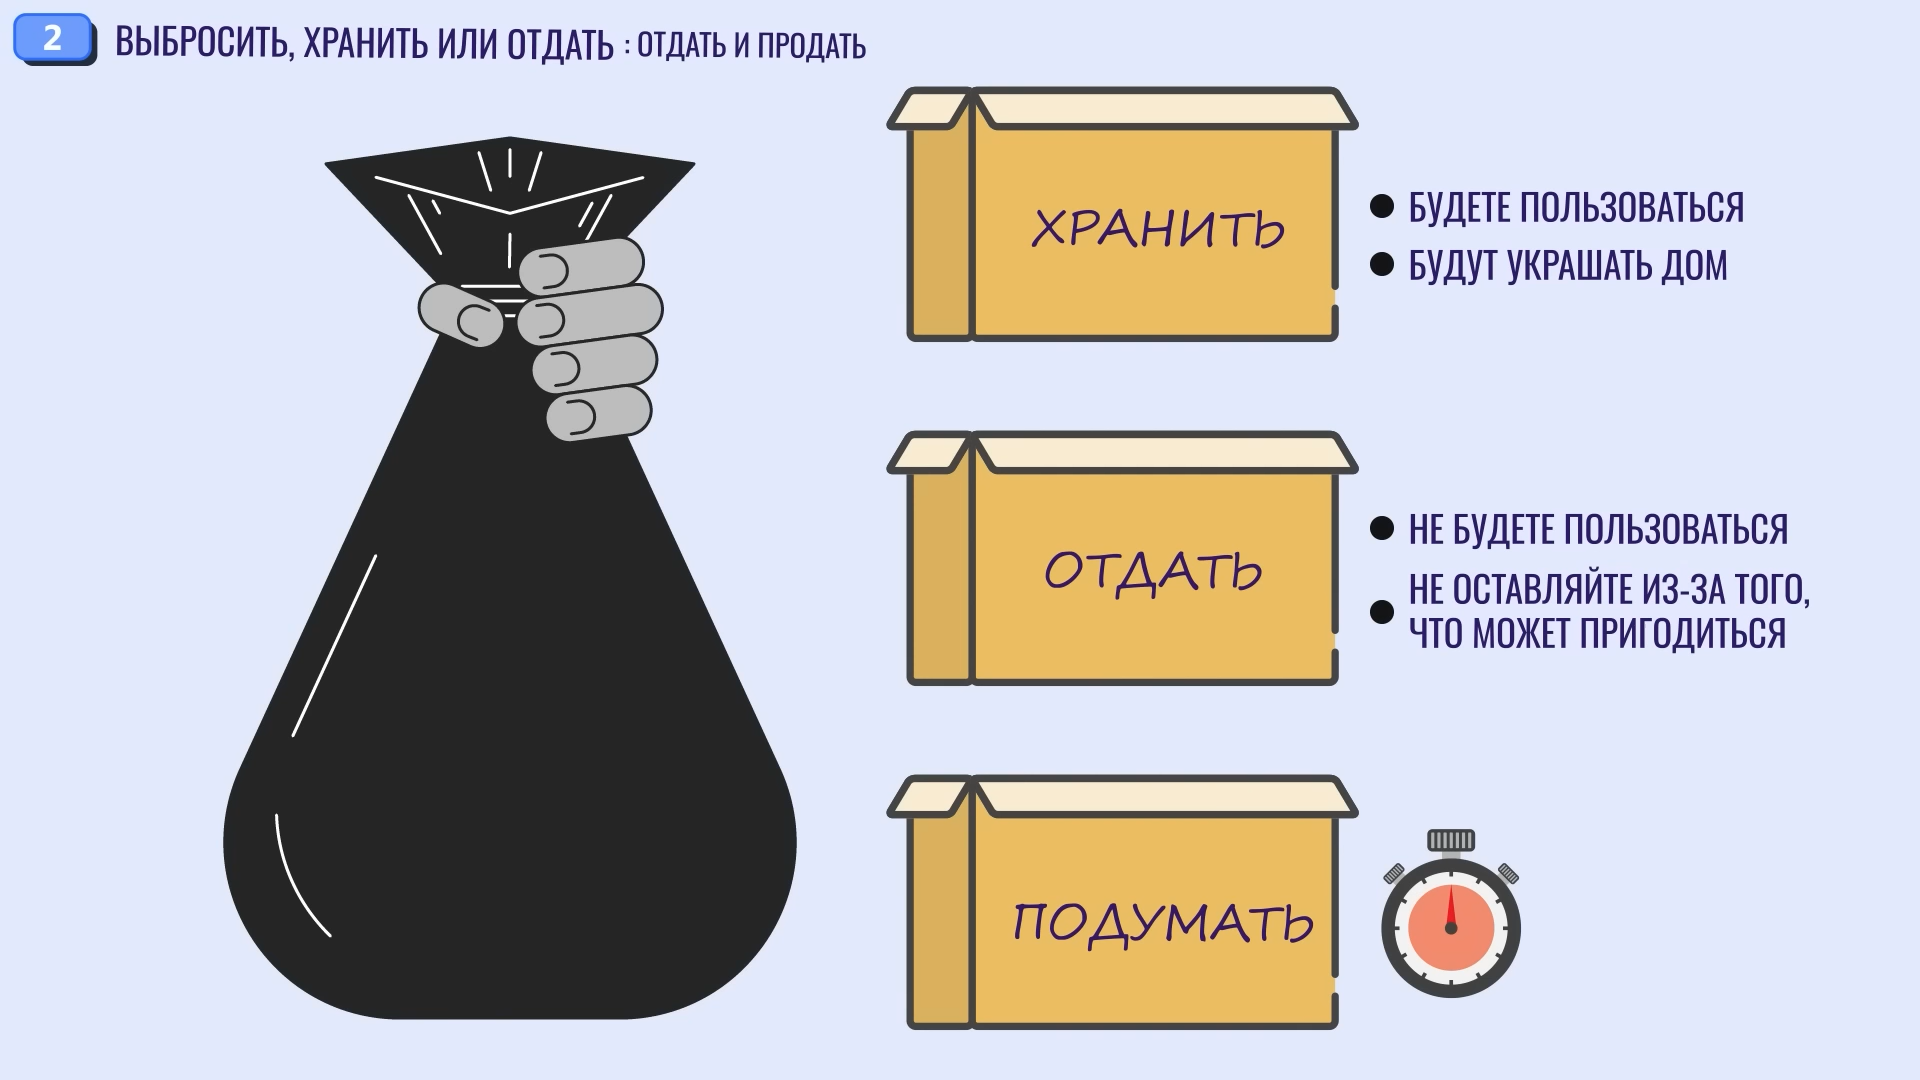 2
ВЫБРОСИТЬ, ХРАНИТЬ ИЛИ ОТДАТЬ : ОТДАТЬ И ПРОДАТЬ
ХРАНИТЬ
БУДЕТЕ ПОЛЬЗОВАТЬСЯ
БУДУТ УКРАШАТЬ ДОМ
ОТДАТЬ
НЕ БУДЕТЕ ПОЛЬЗОВАТЬСЯ
НЕ ОСТАВЛЯЙТЕ ИЗ-ЗА ТОГО,
ЧТО МОЖЕТ ПРИГОДИТЬСЯ
ПОДУМАТЬ